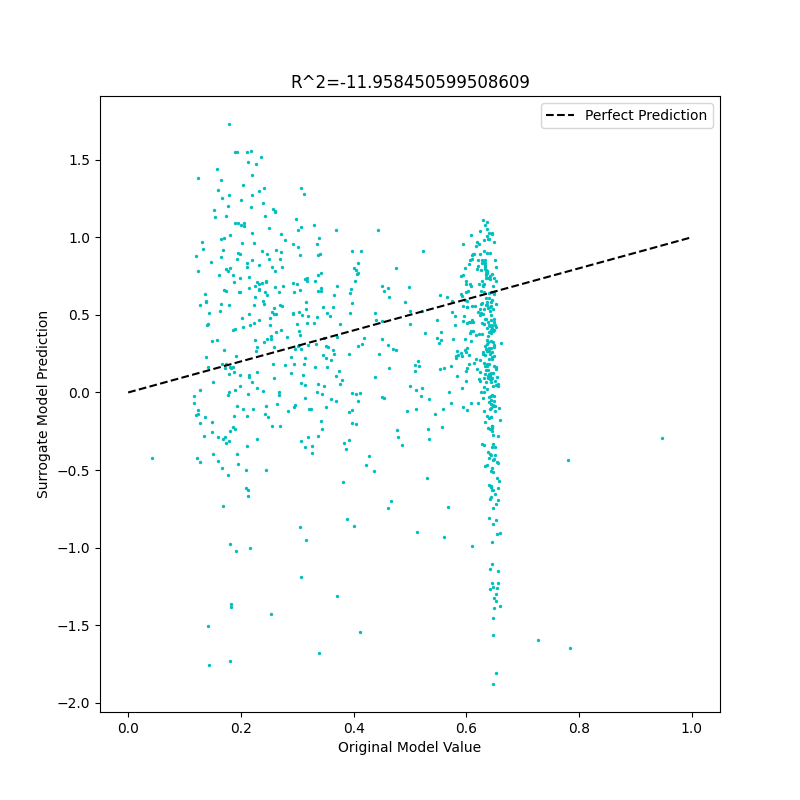 R^2=-11.958450599508609
Perfect Prediction
Surrogate Model Prediction
1.5
1.0
0.5
0.0
−0.5
−1.0
−1.5
−2.0
0.0 0.2 0.4 0.6 0.8 1.0
Original Model Value